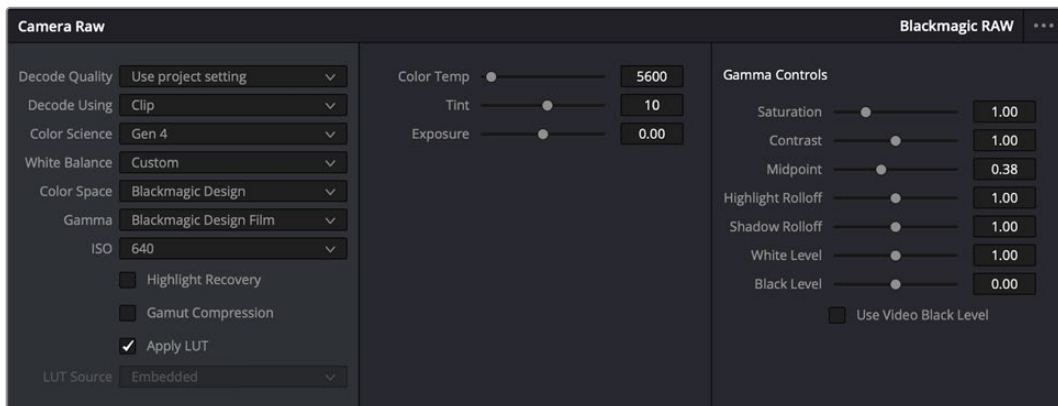 Camera Raw
Blackmagic RAW
Decode Quality Use project setting
Decode Using Clip
Color Science Gen 4
White Balance Custom
Color Space Blackmagic Design
Gamma Blackmagic Design Film
ISO 640
Highlight Recovery
Gamut Compression
Apply LUT
LUT Source Embedded
Color Temp 5600
Tint 10
Exposure 0.00
Gamma Controls
Saturation 1.00
Contrast 1.00
Midpoint 0.38
Highlight Rolloff 1.00
Shadow Rolloff 1.00
White Level 1.00
Black Level 0.00
Use Video Black Level